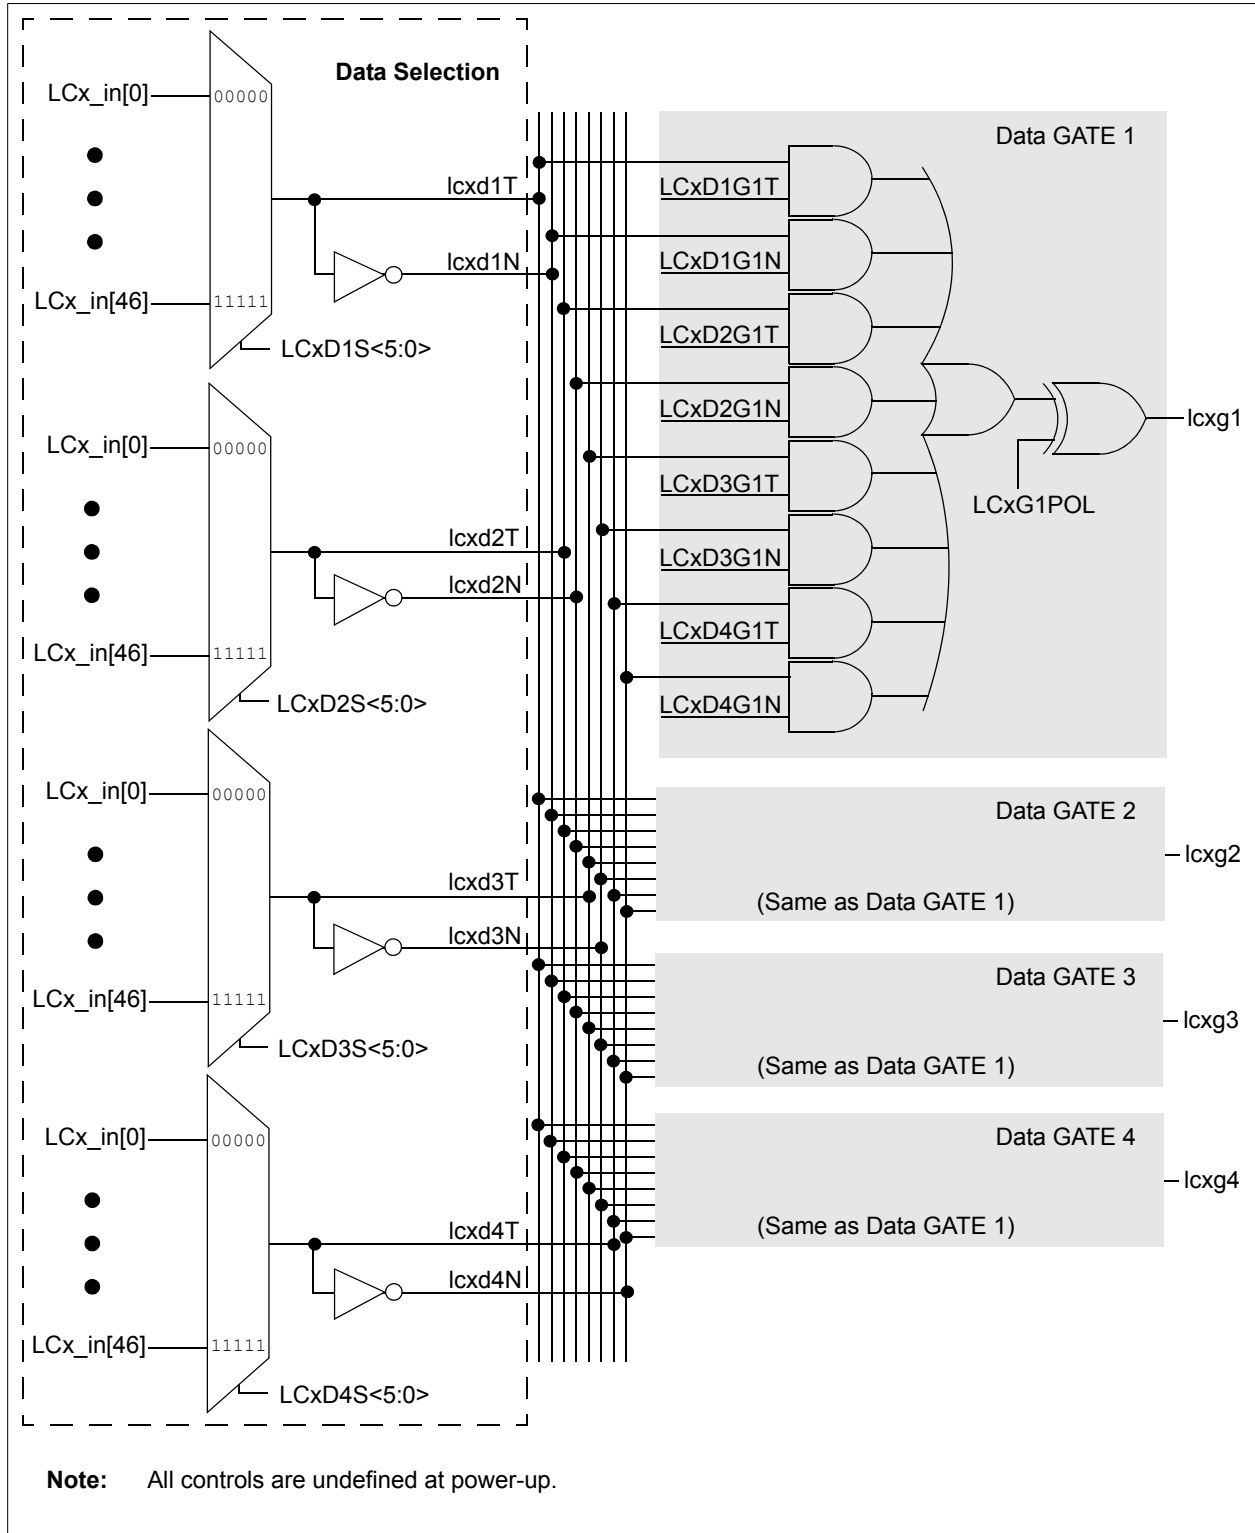 Data Selection
LCx_in[0]
00000
lcxd1T
lcxd1N
LCx_in[46]
11111
LCxD1S<5:0>
LCx_in[0]
00000
lcxd2T
lcxd2N
LCx_in[46]
11111
LCxD2S<5:0>
LCx_in[0]
00000
lcxd3T
lcxd3N
LCx_in[46]
11111
LCxD3S<5:0>
LCx_in[0]
00000
lcxd4T
lcxd4N
LCx_in[46]
11111
LCxD4S<5:0>
Data GATE 1
LCxD1G1T
LCxD1G1N
LCxD2G1T
LCxD2G1N
LCxD3G1T
LCxD3G1N
LCxD4G1T
LCxD4G1N
LCxG1POL
lcxg1
Data GATE 2
(Same as Data GATE 1)
lcxg2
Data GATE 3
(Same as Data GATE 1)
lcxg3
Data GATE 4
(Same as Data GATE 1)
lcxg4
Note: All controls are undefined at power-up.